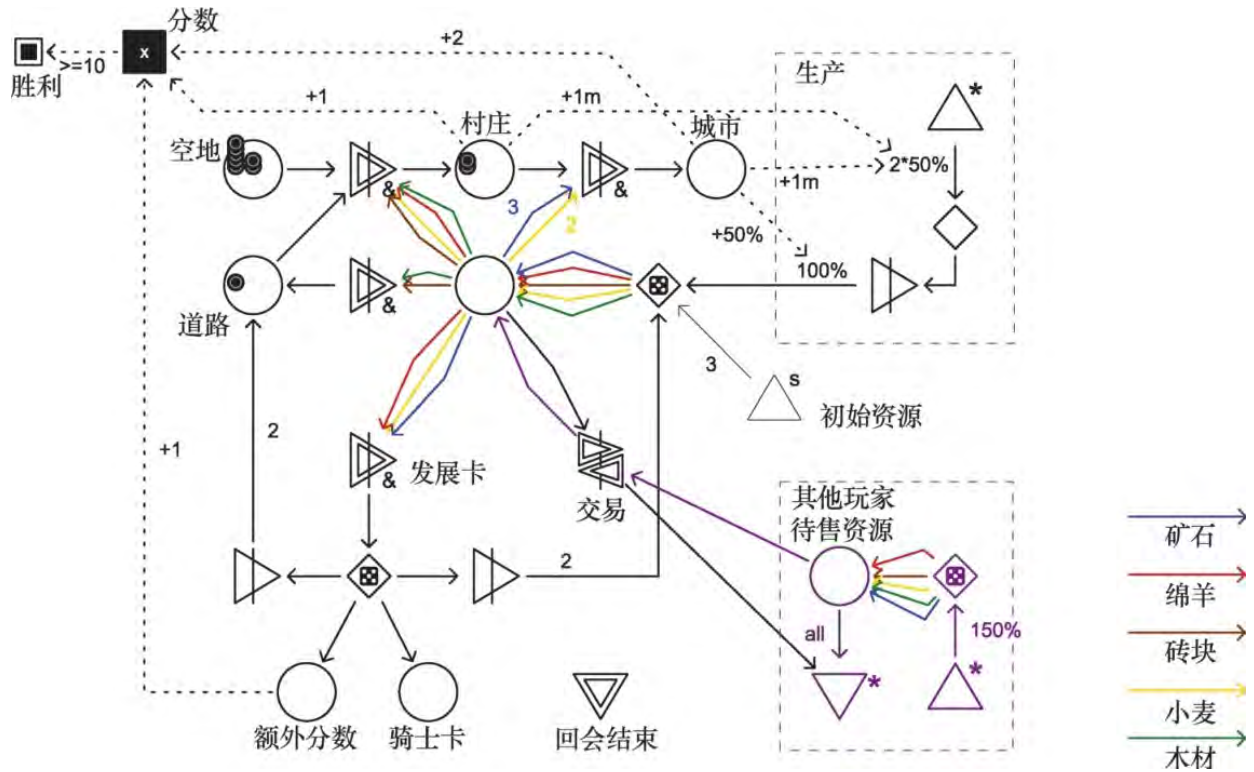 分数
x
>=10
胜利
+2
生产
*
+1
+1m
空地
村庄
城市
&
&
+1m
2*50%
3
2
+50%
100%
&
道路
3
s
初始资源
2
+1
&
发展卡
交易
其他玩家
待售资源
矿石
2
绵羊
all
150%
砖块
*
*
小麦
额外分数
骑士卡
回会结束
木材